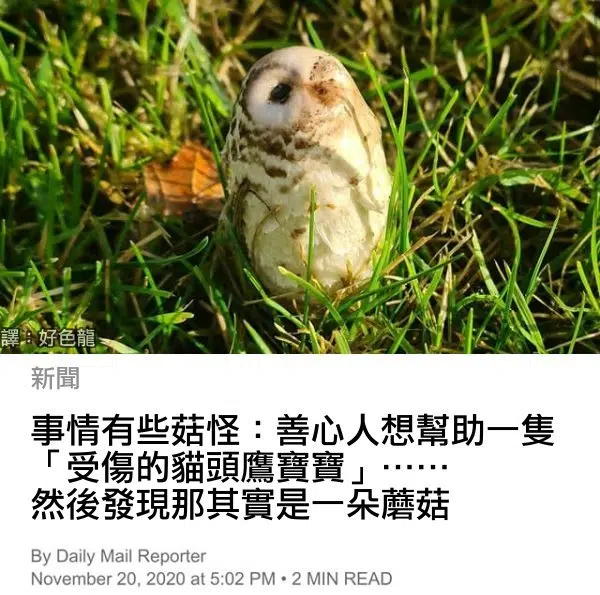 譯：好色龍
新聞
事情有些菇怪：善心人想幫助一隻
「受傷的貓頭鷹寶寶」⋯⋯
然後發現那其實是一朵蘑菇
By Daily Mail Reporter
November 20, 2020 at 5:02 PM • 2 MIN READ